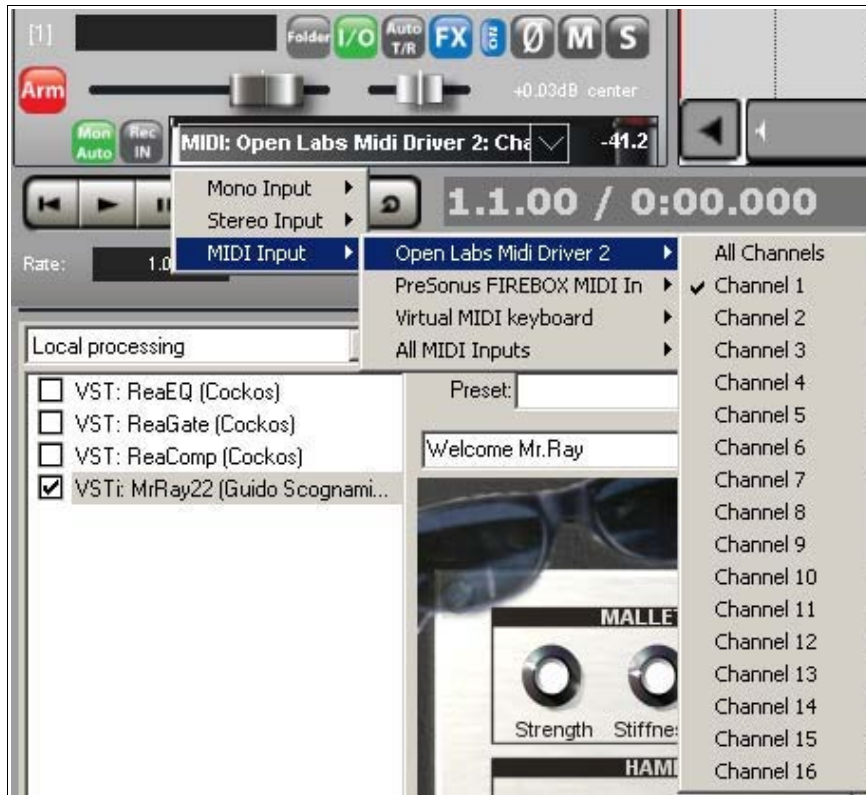 [1]
Folder I/O Auto T/R FX NO Ø M S
Arm
+0.03dB center
Mon Auto Rec IN MIDI: Open Labs Midi Driver 2: Cha -41.2
Mono Input
Stereo Input
MIDI Input
1.1.00 / 0:00.000
Rate: 1.0
Open Labs Midi Driver 2
PreSonus FIREBOX MIDI In
Virtual MIDI keyboard
All MIDI Inputs
All Channels
Channel 1
Channel 2
Channel 3
Channel 4
Channel 5
Channel 6
Channel 7
Channel 8
Channel 9
Channel 10
Channel 11
Channel 12
Channel 13
Channel 14
Channel 15
Channel 16
Local processing
VST: ReaEQ (Cockos)
VST: ReaGate (Cockos)
VST: ReaComp (Cockos)
VSTi: MrRay22 (Guido Scognami...
Preset:
Welcome Mr.Ray
MALLET
Strength Stiffne
HAM